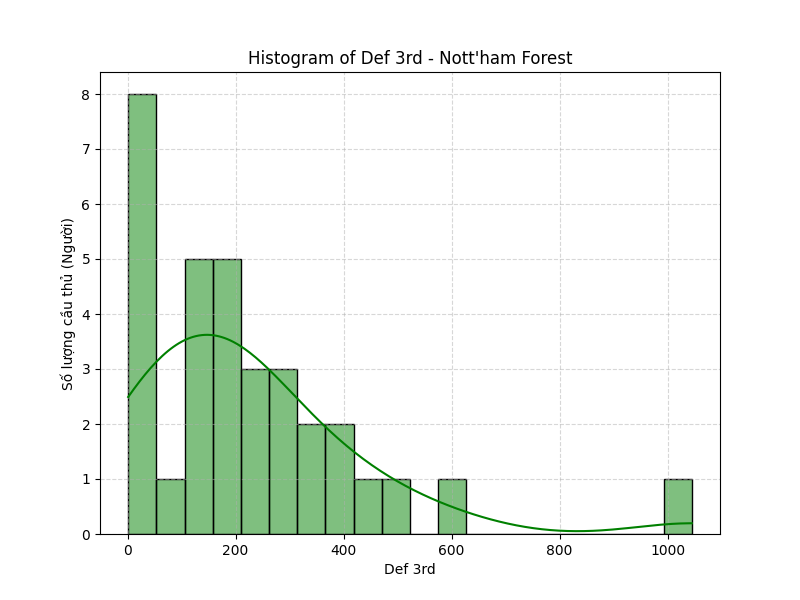 Histogram of Def 3rd - Nott'ham Forest
Số lượng cầu thủ (Người)
8
7
6
5
4
3
2
1
0
0 200 400 600 800 1000
Def 3rd